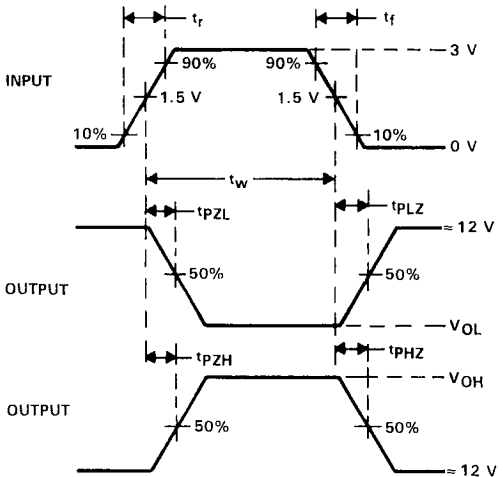 tr
tf
3 V
90%
90%
INPUT
1.5 V
1.5 V
10%
10%
0 V
tw
tPZL
tPLZ
≈ 12 V
50%
50%
OUTPUT
VOL
tPZH
tPHZ
VOH
OUTPUT
50%
50%
≈ 12 V